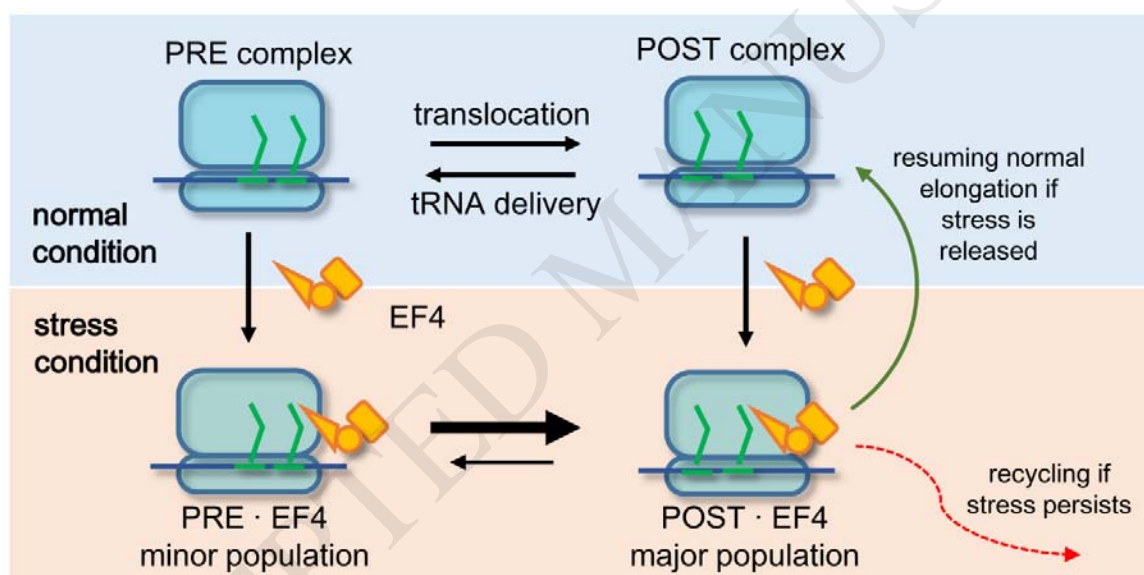 PRE complex
POST complex
translocation
tRNA delivery
resuming normal
elongation if
stress is
released
normal
condition
EF4
stress
condition
recycling if
stress persists
PRE · EF4
minor population
POST · EF4
major population